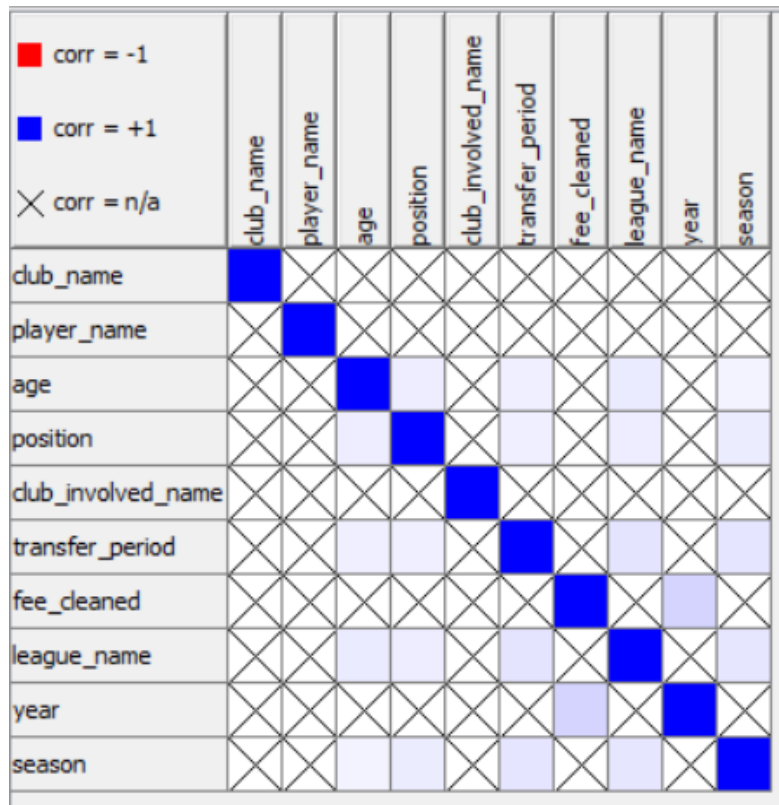 corr = -1
corr = +1
corr = n/a
club_name
player_name
age
position
club_involved_name
transfer_period
fee_cleaned
league_name
year
season
club_name
player_name
age
position
club_involved_name
transfer_period
fee_cleaned
league_name
year
season